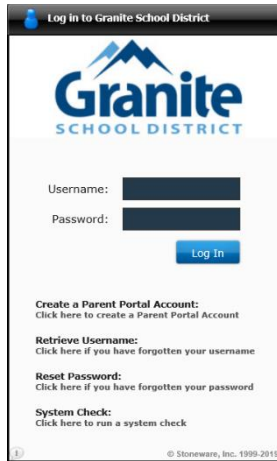 Log in to Granite School District
Granite
SCHOOL DISTRICT
Username:
Password:
Log In
Create a Parent Portal Account:
Click here to create a Parent Portal Account
Retrieve Username:
Click here if you have forgotten your username
Reset Password:
Click here if you have forgotten your password
System Check:
Click here to run a system check
© Stoneware, Inc. 1999-2019